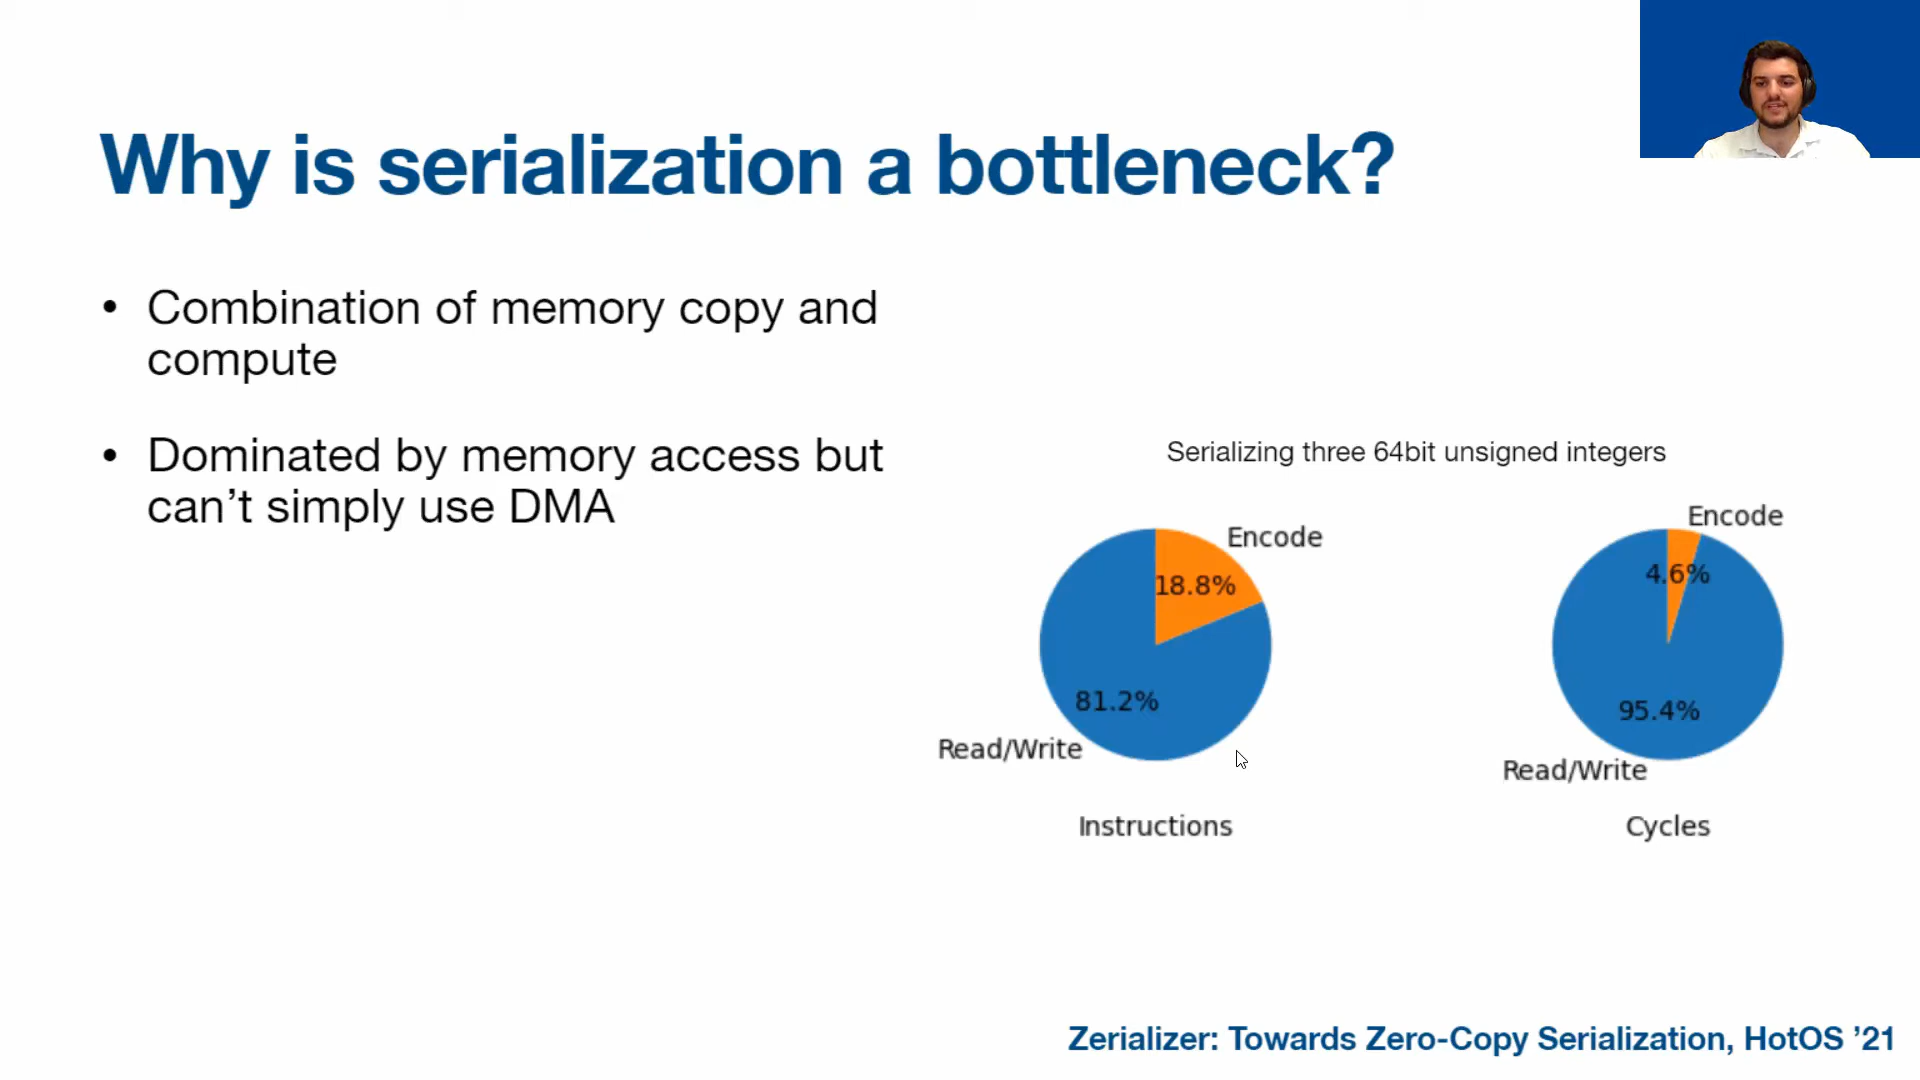 Why is serialization a bottleneck?
• Combination of memory copy and
compute
• Dominated by memory access but
can’t simply use DMA
Serializing three 64bit unsigned integers
Encode
18.8%
81.2%
Read/Write
Instructions
Encode
4.6%
95.4%
Read/Write
Cycles
Zerializer: Towards Zero-Copy Serialization, HotOS ’21